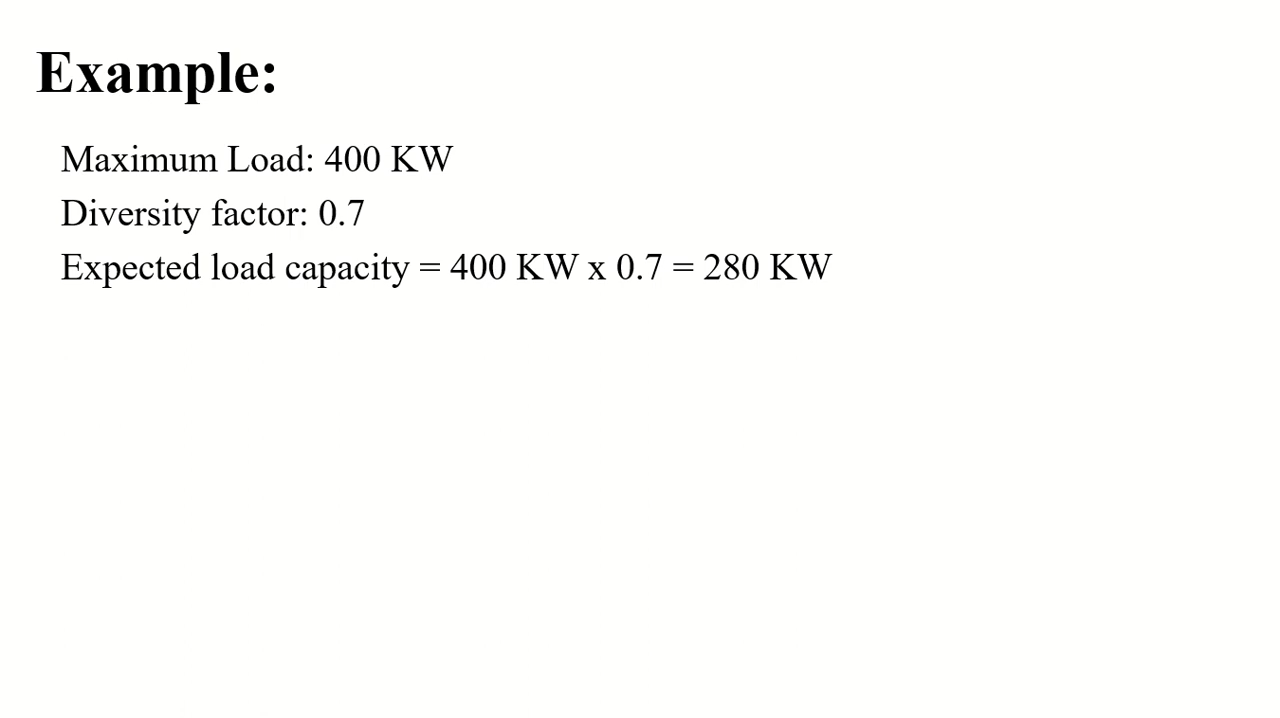 Example:
Maximum Load: 400 KW
Diversity factor: 0.7
Expected load capacity = 400 KW x 0.7 = 280 KW